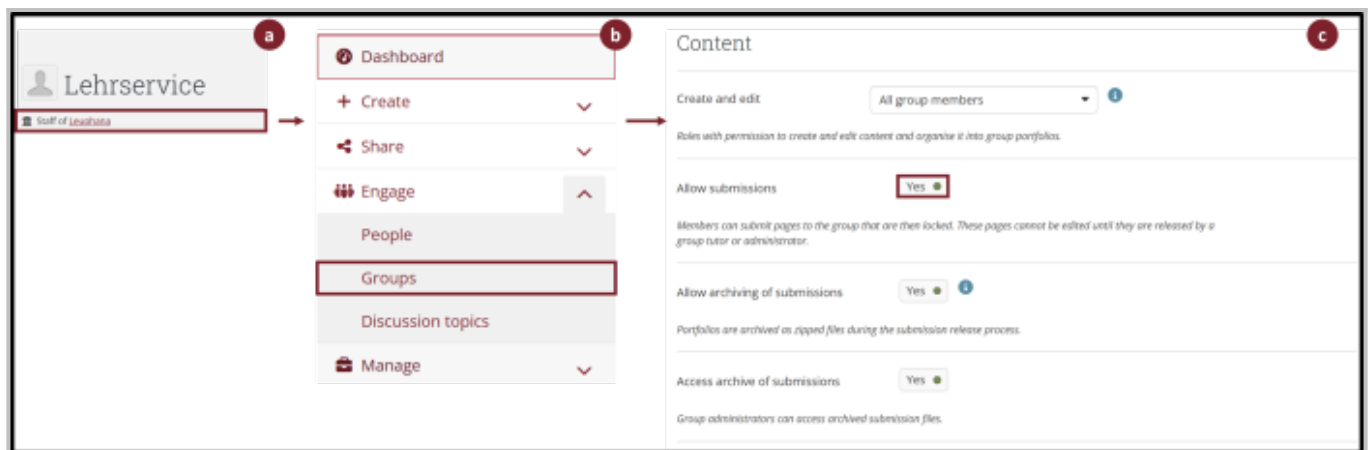 a
Lehrservice
Staff of Leuphana
b
Dashboard
Create
Share
Engage
People
Groups
Discussion topics
Manage
c
Content
Create and edit
All group members
Roles with permission to create and edit content and organise it into group portfolios.
Allow submissions
Yes
Members can submit pages to the group that are then locked. These pages cannot be edited until they are released by a
group tutor or administrator.
Allow archiving of submissions
Yes
Portfolios are archived as zipped files during the submission release process.
Access archive of submissions
Yes
Group administrators can access archived submission files.